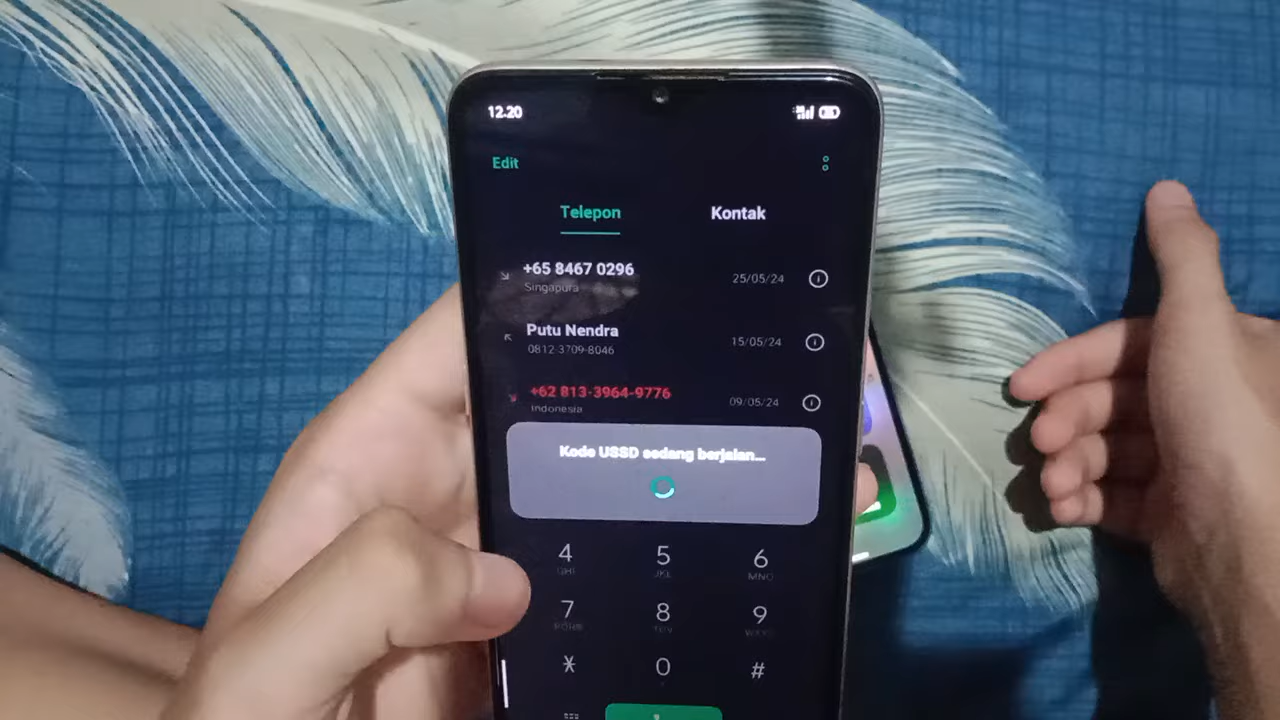 12.20
Edit
Telepon
Kontak
+65 8467 0296
25/05/24
Singapura
Putu Nendra
15/05/24
0812-3709-8046
+62 813-3964-9776
09/05/24
Indonesia
Kode USSD sedang berjalan...
4
5
6
GHI
JKL
MNO
7
8
9
PQRS
TUV
WXYZ
*
0
#